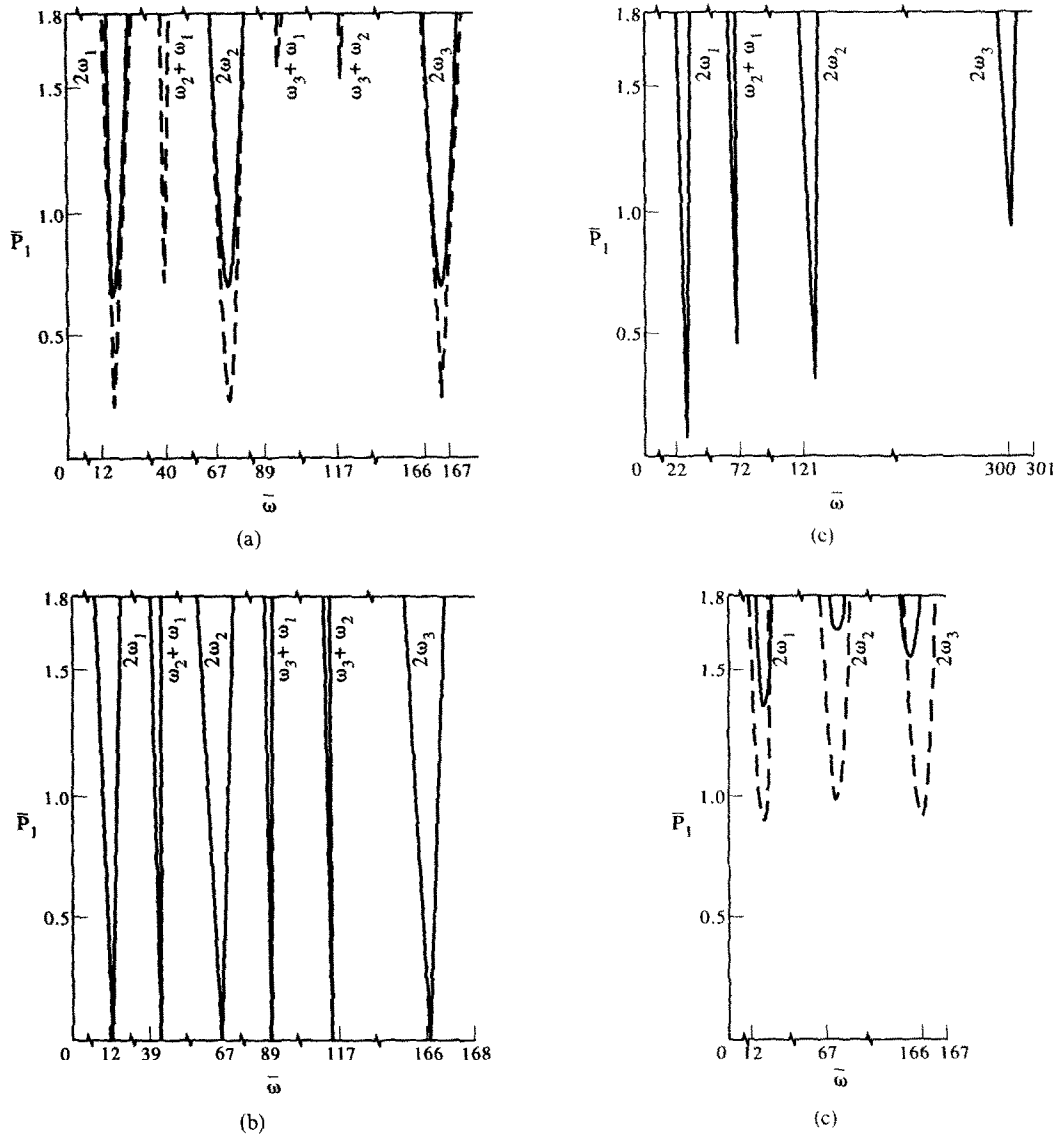 1.8
1.5
1.0
P̄₁
0.5
0
2ω₁
ω₂ + ω₁
2ω₂
ω₃ + ω₁
ω₃ + ω₂
2ω₃
12 40 67 89 117 166 167
ω̄
(a)
1.8
1.5
1.0
P̄₁
0.5
0
2ω₁
ω₂ + ω₁
2ω₂
2ω₃
22 72 121 300 301
ω̄
(c)
1.8
1.5
1.0
P̄₁
0.5
0
2ω₁
ω₂ + ω₁
2ω₂
ω₃ + ω₁
ω₃ + ω₂
2ω₃
12 39 67 89 117 166 168
ω̄
(b)
1.8
1.5
1.0
P̄₁
0.5
0
2ω₁
2ω₂
2ω₃
12 67 166 167
ω̄
(c)